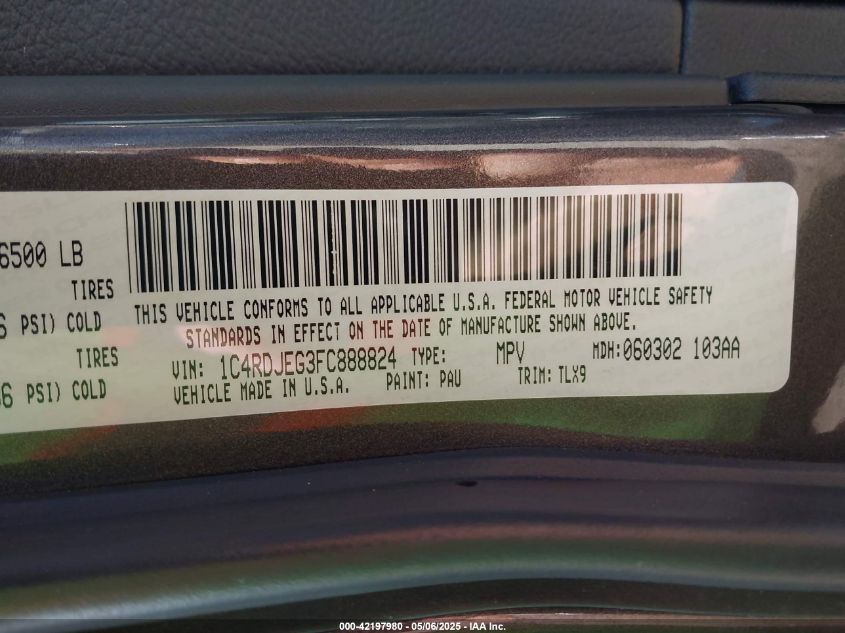 6500 LB
TIRES
PSI) COLD
TIRES
PSI) COLD
THIS VEHICLE CONFORMS TO ALL APPLICABLE U.S.A. FEDERAL MOTOR VEHICLE SAFETY
STANDARDS IN EFFECT ON THE DATE OF MANUFACTURE SHOWN ABOVE.
VIN: 1C4RDJEG3FC888824 TYPE: MPV MDH:060302 103AA
VEHICLE MADE IN U.S.A. PAINT: PAU TRIM: TLX9
000-42197980 - 05/06/2025 - IAA Inc.